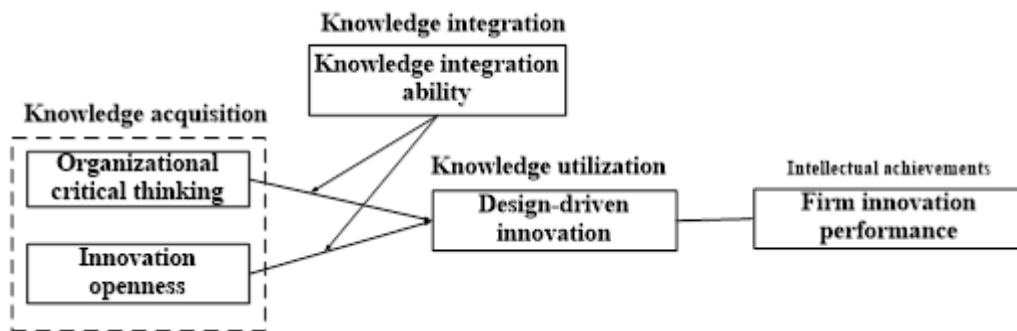 Knowledge integration
Knowledge integration
ability
Knowledge acquisition
Organizational
critical thinking
Innovation
openness
Knowledge utilization
Design-driven
innovation
Intellectual achievements
Firm innovation
performance